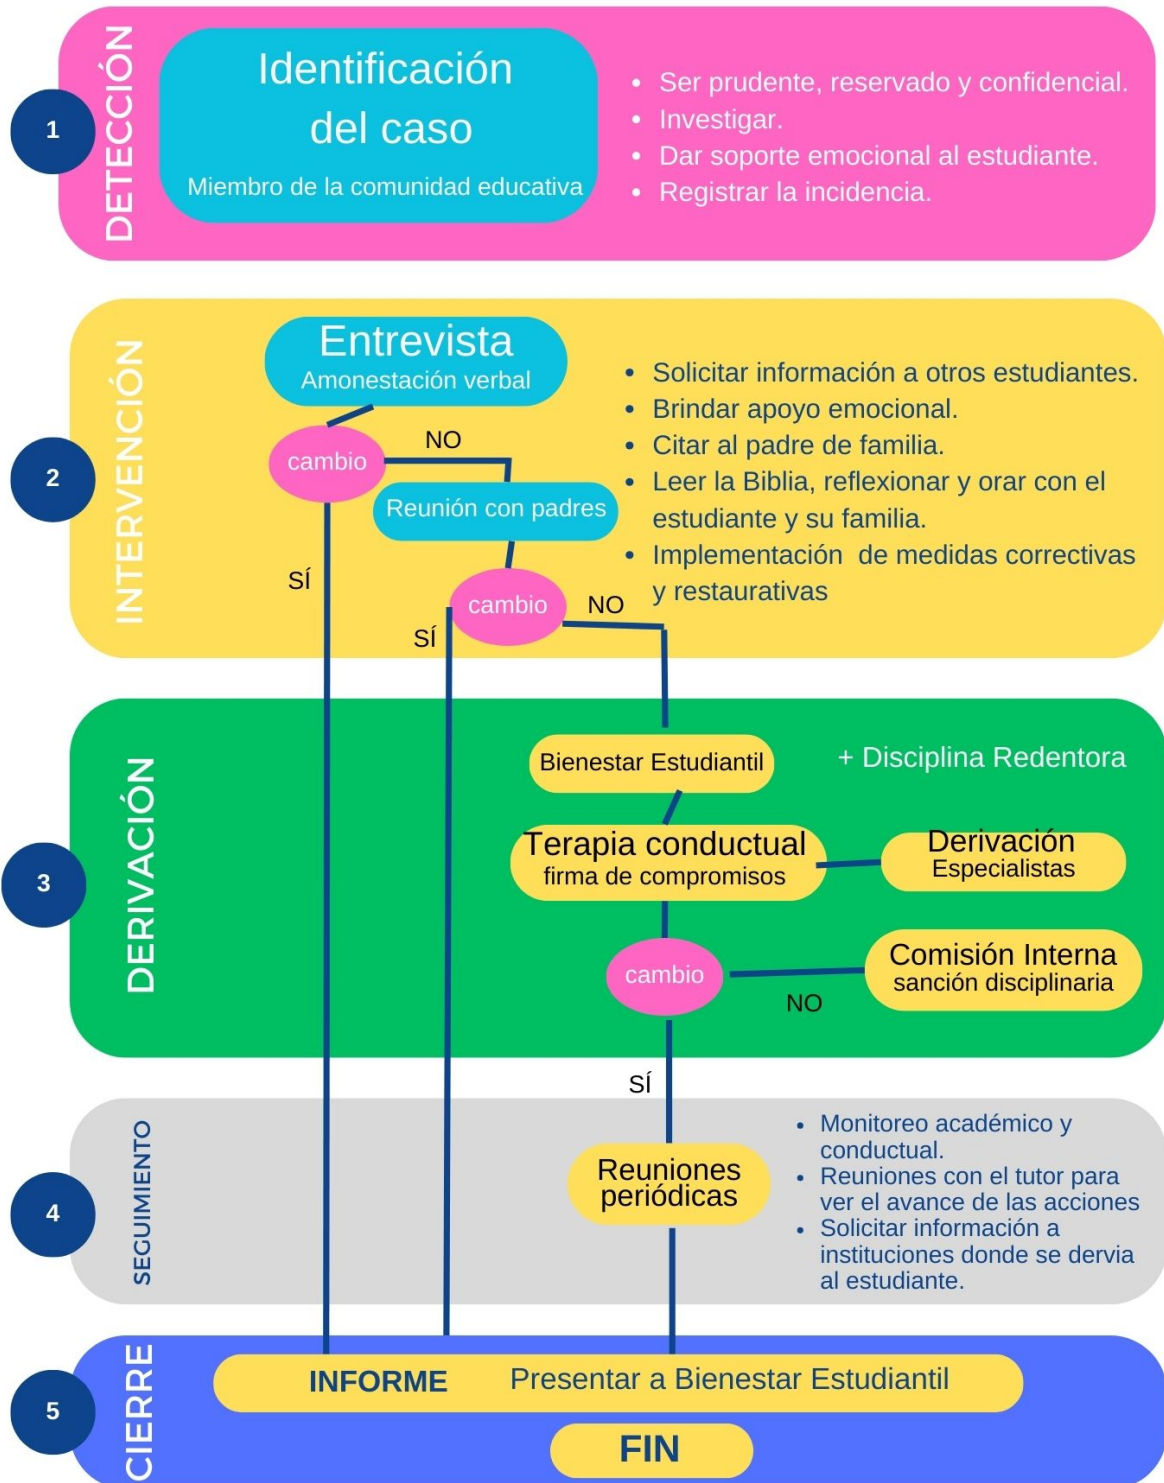 1
DETECCIÓN
Identificación
del caso
Miembro de la comunidad educativa
• Ser prudente, reservado y confidencial.
• Investigar.
• Dar soporte emocional al estudiante.
• Registrar la incidencia.
2
INTERVENCIÓN
Entrevista
Amonestación verbal
cambio
NO
Reunión con padres
SÍ
cambio
NO
SÍ
• Solicitar información a otros estudiantes.
• Brindar apoyo emocional.
• Citar al padre de familia.
• Leer la Biblia, reflexionar y orar con el
estudiante y su familia.
• Implementación  de medidas correctivas
y restaurativas
3
DERIVACIÓN
Bienestar Estudiantil
+ Disciplina Redentora
Terapia conductual
firma de compromisos
Derivación
Especialistas
cambio
NO
Comisión Interna
sanción disciplinaria
SÍ
4
SEGUIMIENTO
Reuniones
periódicas
• Monitoreo académico y
conductual.
• Reuniones con el tutor para
ver el avance de las acciones
• Solicitar información a
instituciones donde se dervia
al estudiante.
5
CIERRE
INFORME Presentar a Bienestar Estudiantil
FIN